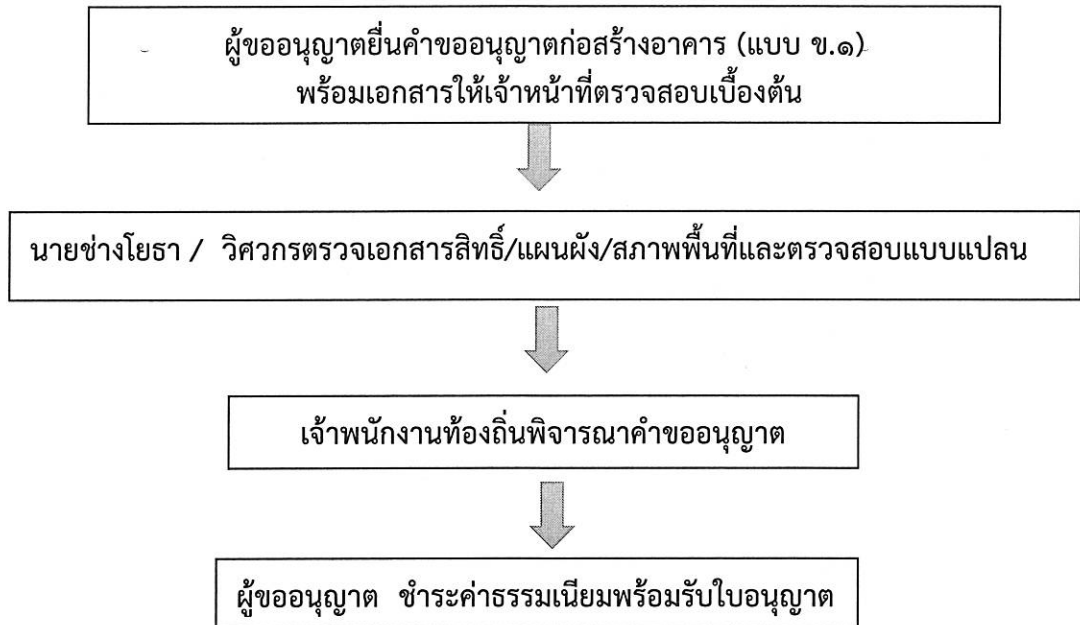 ผู้ขออนุญาตยื่นคำขออนุญาตก่อสร้างอาคาร (แบบ ข.๑)
พร้อมเอกสารให้เจ้าหน้าที่ตรวจสอบเบื้องต้น
นายช่างโยธา / วิศวกรตรวจเอกสารสิทธิ์/แผนผัง/สภาพพื้นที่และตรวจสอบแบบแปลน
เจ้าพนักงานท้องถิ่นพิจารณาคำขออนุญาต
ผู้ขออนุญาต ชำระค่าธรรมเนียมพร้อมรับใบอนุญาต